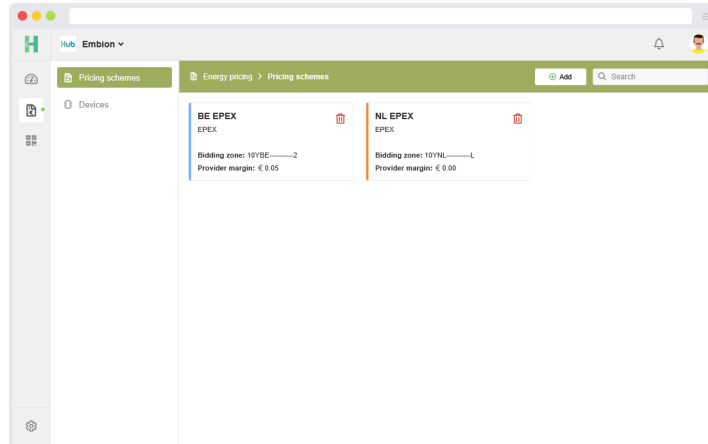 Hub Embion
Pricing schemes
Devices
Energy pricing > Pricing schemes
Add
Search
BE EPEX
EPEX
Bidding zone: 10YBE----------2
Provider margin: € 0.05
NL EPEX
EPEX
Bidding zone: 10YNL----------L
Provider margin: € 0.00